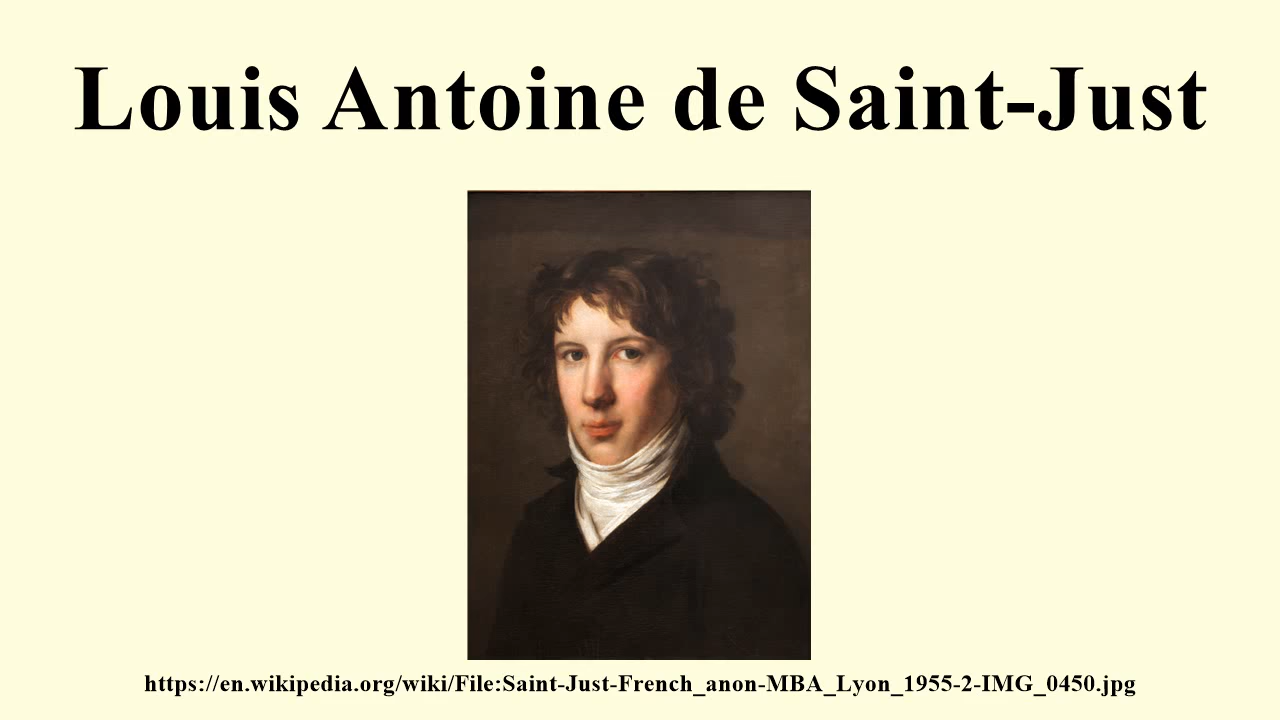 Louis Antoine de Saint-Just
https://en.wikipedia.org/wiki/File:Saint-Just-French_anon-MBA_Lyon_1955-2-IMG_0450.jpg